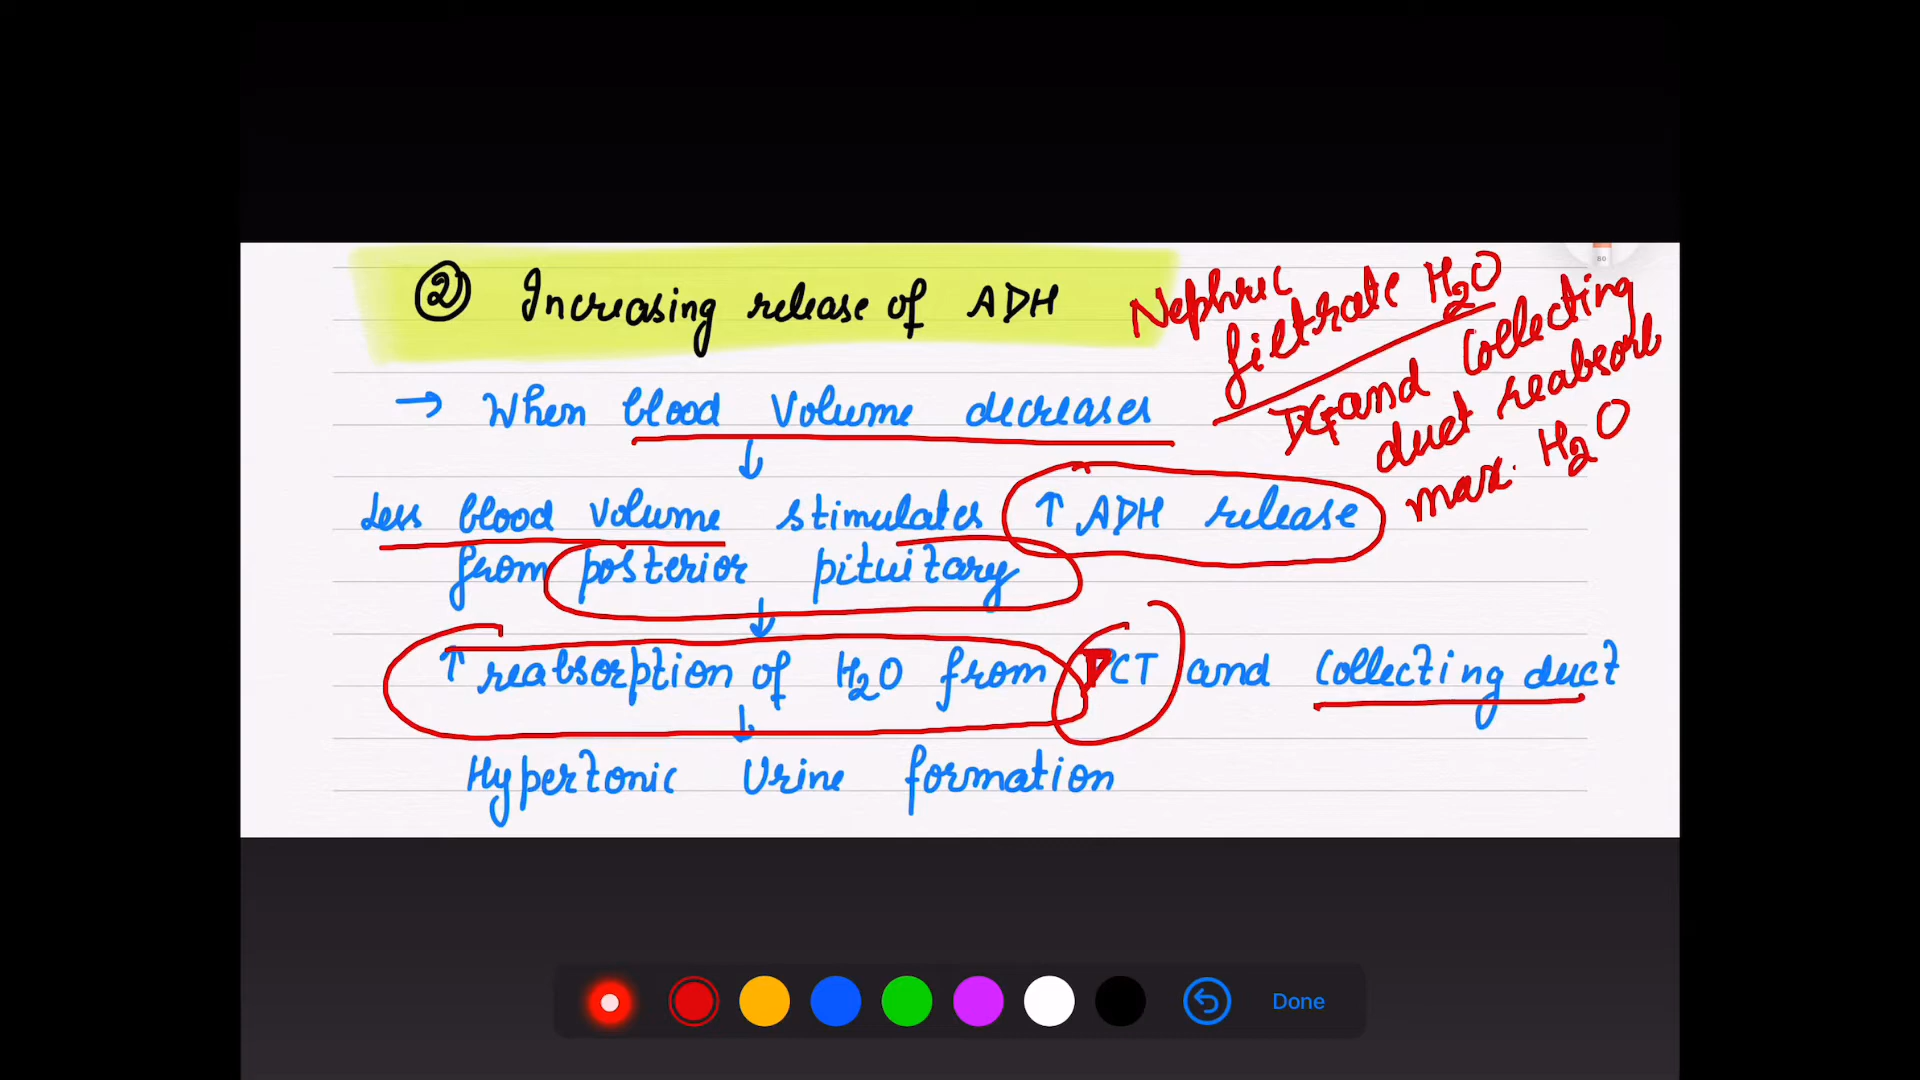 ② Increasing release of ADH
→ When blood volume decreases
↓
Less blood volume stimulates ↑ ADH release
from posterior pituitary
↓
↑ reabsorption of H₂O from DCT and Collecting duct
↓
Hypertonic Urine formation
Nephric
filtrate H₂O
and Collecting
duct reabsorb
max. H₂O
Done